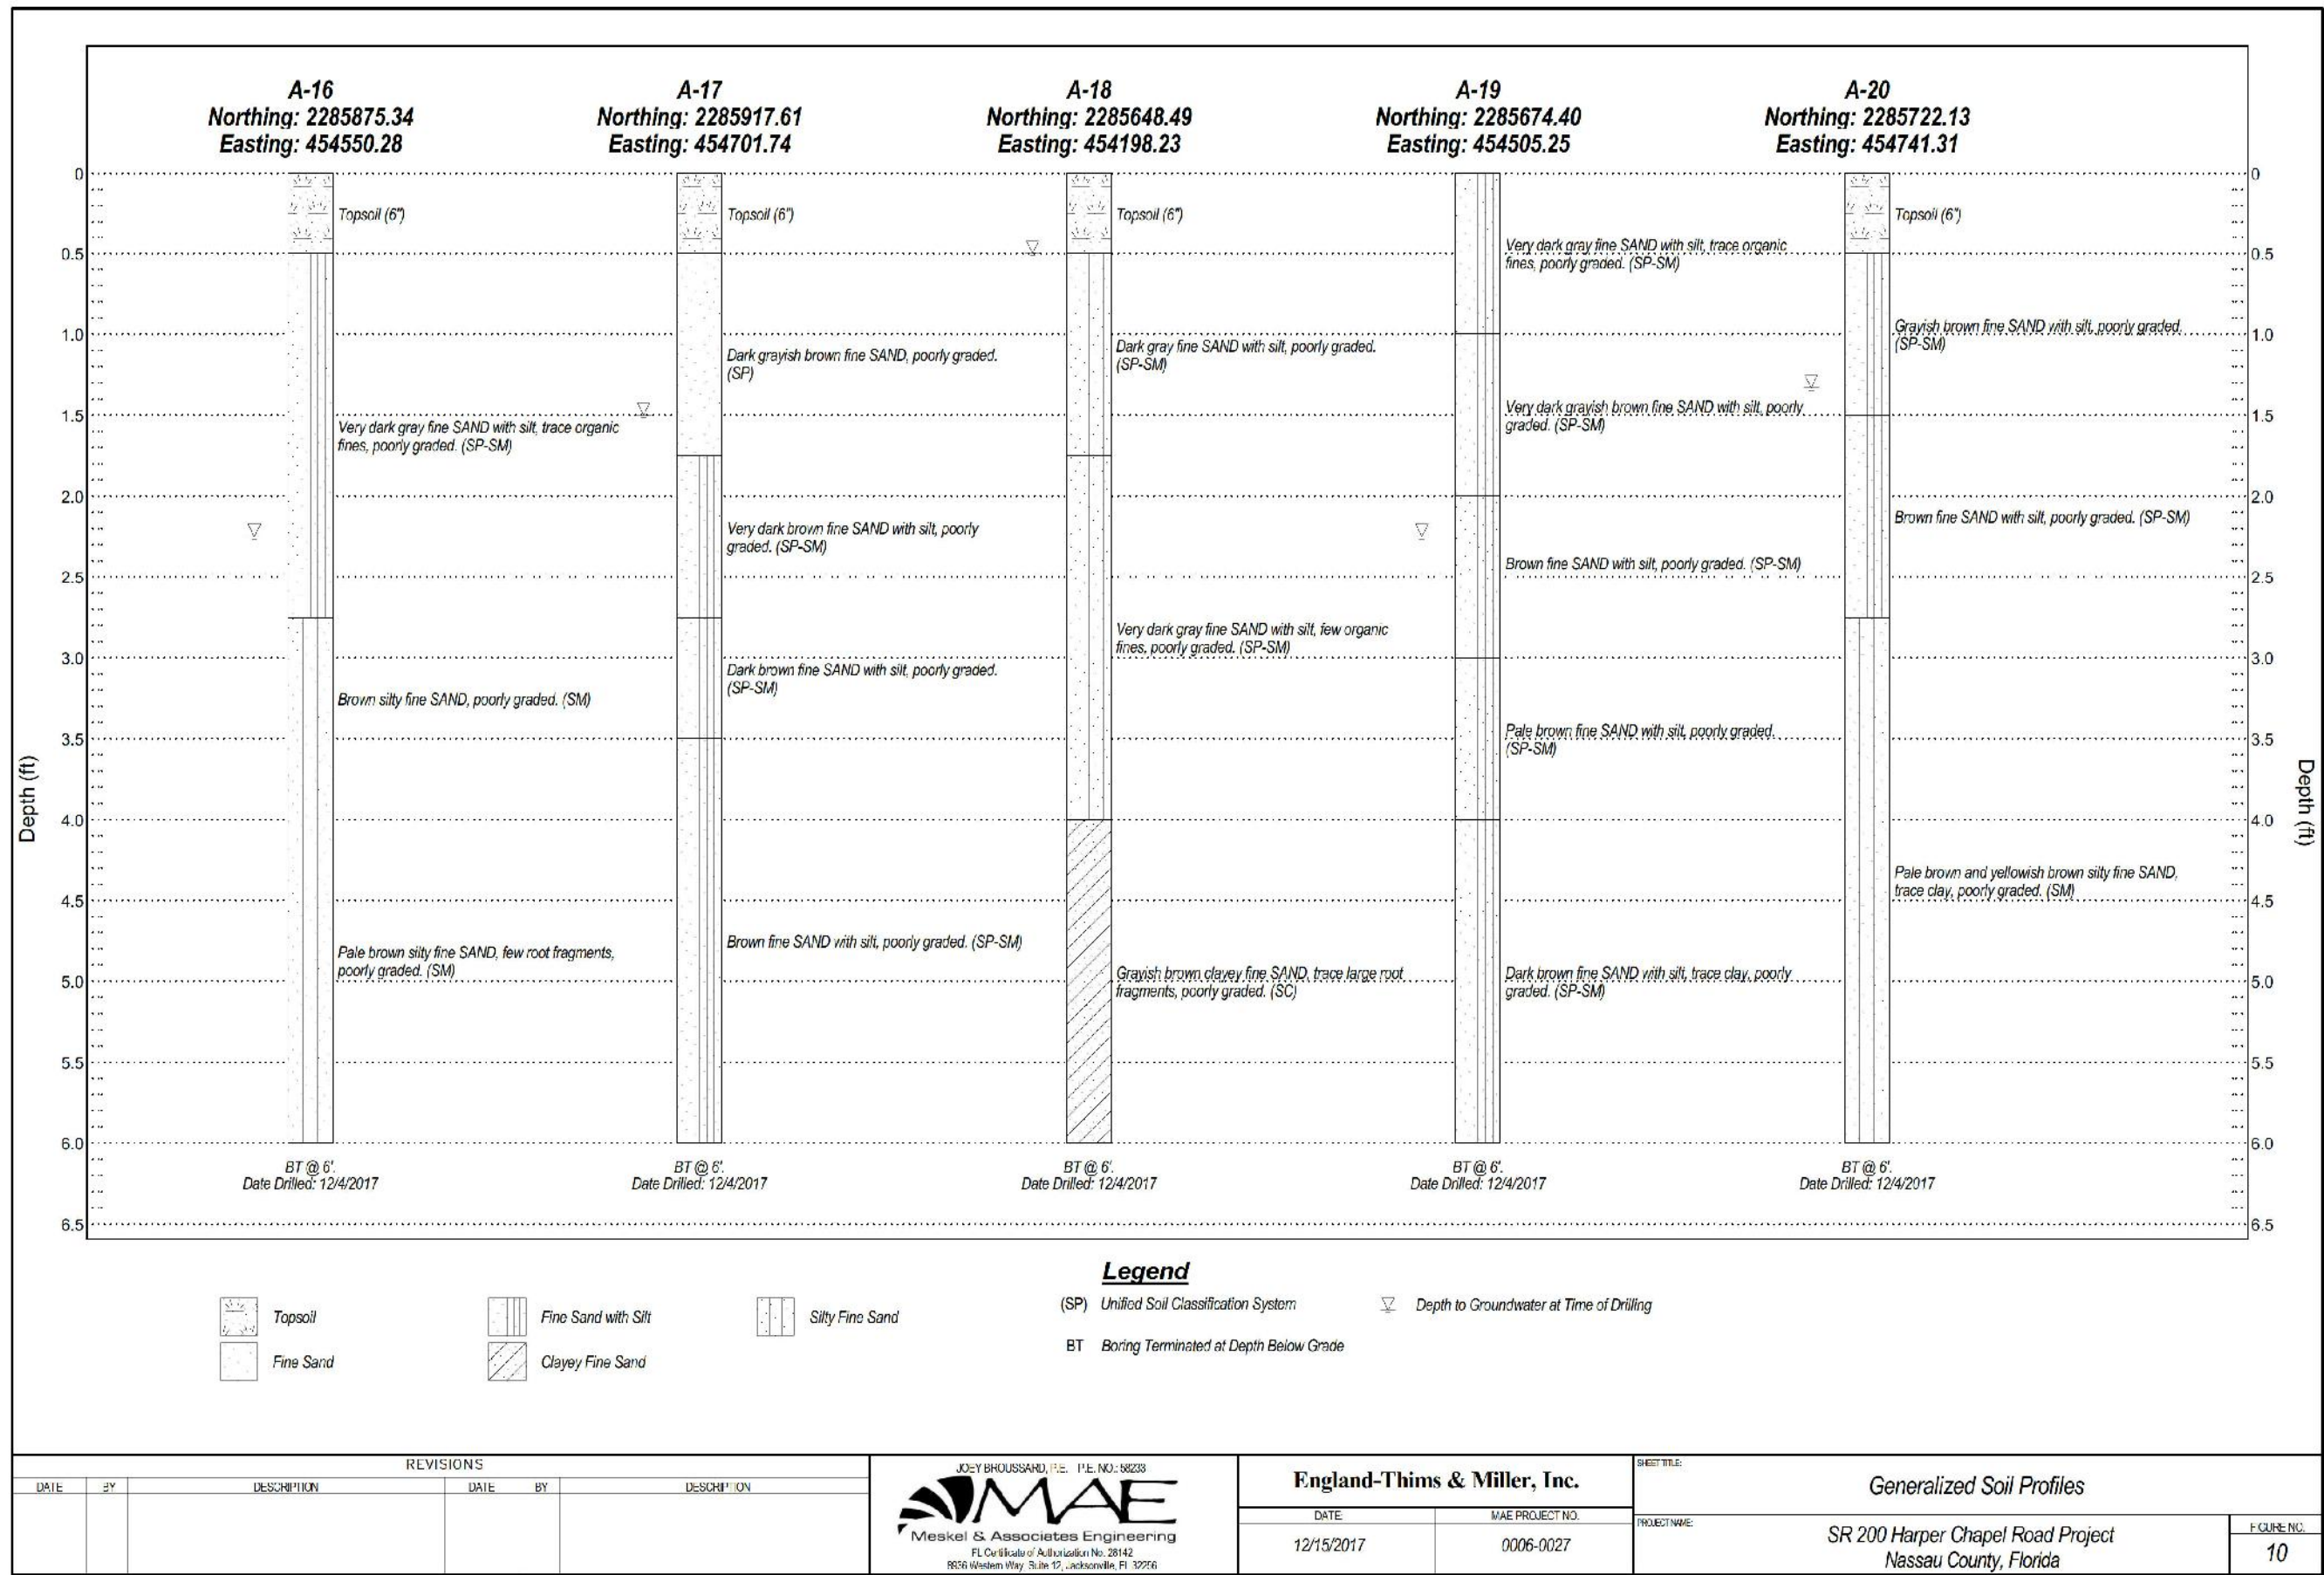 A-16
Northing: 2285875.34
Easting: 454550.28
A-17
Northing: 2285917.61
Easting: 454701.74
A-18
Northing: 2285648.49
Easting: 454198.23
A-19
Northing: 2285674.40
Easting: 454505.25
A-20
Northing: 2285722.13
Easting: 454741.31
Depth (ft)
0
0.5
1.0
1.5
2.0
2.5
3.0
3.5
4.0
4.5
5.0
5.5
6.0
6.5
Topsoil (6")
Very dark gray fine SAND with silt, trace organic
fines, poorly graded. (SP-SM)
Brown silty fine SAND, poorly graded. (SM)
Pale brown silty fine SAND, few root fragments,
poorly graded. (SM)
BT @ 6'.
Date Drilled: 12/4/2017
Topsoil (6")
Dark grayish brown fine SAND, poorly graded.
(SP)
Very dark brown fine SAND with silt, poorly
graded. (SP-SM)
Dark brown fine SAND with silt, poorly graded.
(SP-SM)
Brown fine SAND with silt, poorly graded. (SP-SM)
BT @ 6'.
Date Drilled: 12/4/2017
Topsoil (6")
Dark gray fine SAND with silt, poorly graded.
(SP-SM)
Very dark gray fine SAND with silt, few organic
fines, poorly graded. (SP-SM)
Grayish brown clayey fine SAND, trace large root
fragments, poorly graded. (SC)
BT @ 6'.
Date Drilled: 12/4/2017
Very dark gray fine SAND with silt, trace organic
fines, poorly graded. (SP-SM)
Very dark grayish brown fine SAND with silt, poorly
graded. (SP-SM)
Brown fine SAND with silt, poorly graded. (SP-SM)
Pale brown fine SAND with silt, poorly graded.
(SP-SM)
Dark brown fine SAND with silt, trace clay, poorly
graded. (SP-SM)
BT @ 6'.
Date Drilled: 12/4/2017
Topsoil (6")
Grayish brown fine SAND with silt, poorly graded.
(SP-SM)
Brown fine SAND with silt, poorly graded. (SP-SM)
Pale brown and yellowish brown silty fine SAND,
trace clay, poorly graded. (SM)
BT @ 6'.
Date Drilled: 12/4/2017
0
0.5
1.0
1.5
2.0
2.5
3.0
3.5
4.0
4.5
5.0
5.5
6.0
6.5
Depth (ft)
Legend
Topsoil
Fine Sand
Fine Sand with Silt
Clayey Fine Sand
Silty Fine Sand
(SP) Unified Soil Classification System
BT Boring Terminated at Depth Below Grade
Depth to Groundwater at Time of Drilling
REVISIONS
DATE BY DESCRIPTION DATE BY DESCRIPTION
JOEY BROUSSARD, P.E. P.E. NO.: 58233
MAE
Meskel & Associates Engineering
FL Certificate of Authorization No. 28142
8936 Western Way, Suite 12, Jacksonville, FL 32256
England-Thims & Miller, Inc.
DATE
12/15/2017
MAE PROJECT NO.
0006-0027
SHEET TITLE:
Generalized Soil Profiles
PROJECT NAME:
SR 200 Harper Chapel Road Project
Nassau County, Florida
FIGURE NO.
10